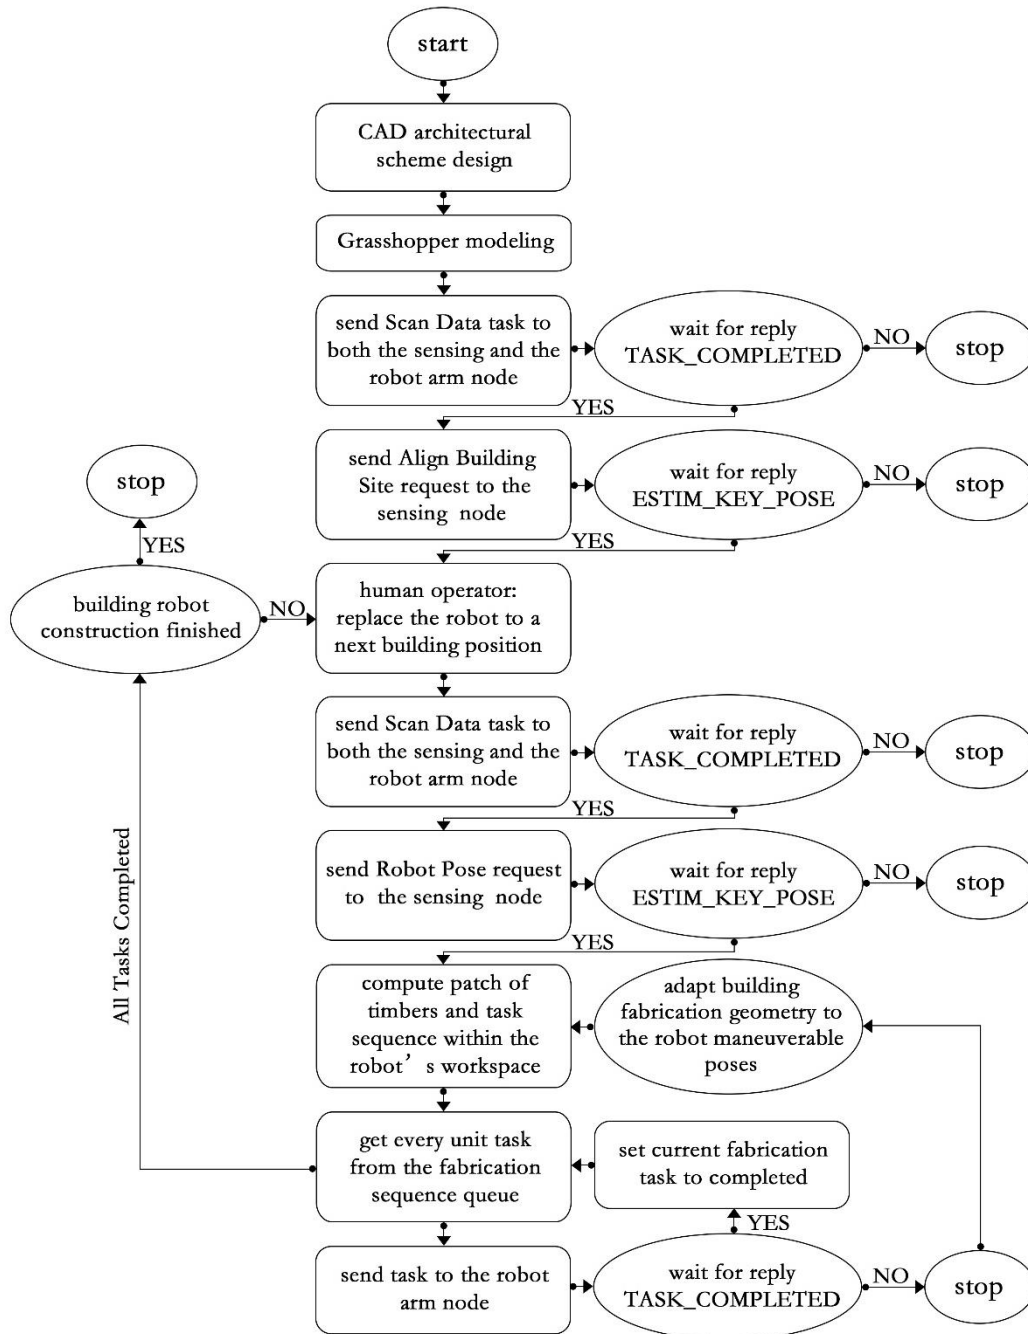 start
CAD architectural
scheme design
Grasshopper modeling
send Scan Data task to
both the sensing and the
robot arm node
wait for reply
TASK_COMPLETED
NO
stop
YES
send Align Building
Site request to the
sensing node
wait for reply
ESTIM_KEY_POSE
NO
stop
stop
YES
YES
building robot
construction finished
NO
human operator:
replace the robot to a
next building position
send Scan Data task to
both the sensing and the
robot arm node
wait for reply
TASK_COMPLETED
NO
stop
YES
send Robot Pose request
to the sensing node
wait for reply
ESTIM_KEY_POSE
NO
stop
YES
All Tasks Completed
compute patch of
timbers and task
sequence within the
robot’s workspace
adapt building
fabrication geometry to
the robot maneuverable
poses
get every unit task
from the fabrication
sequence queue
set current fabrication
task to completed
YES
send task to the robot
arm node
wait for reply
TASK_COMPLETED
NO
stop